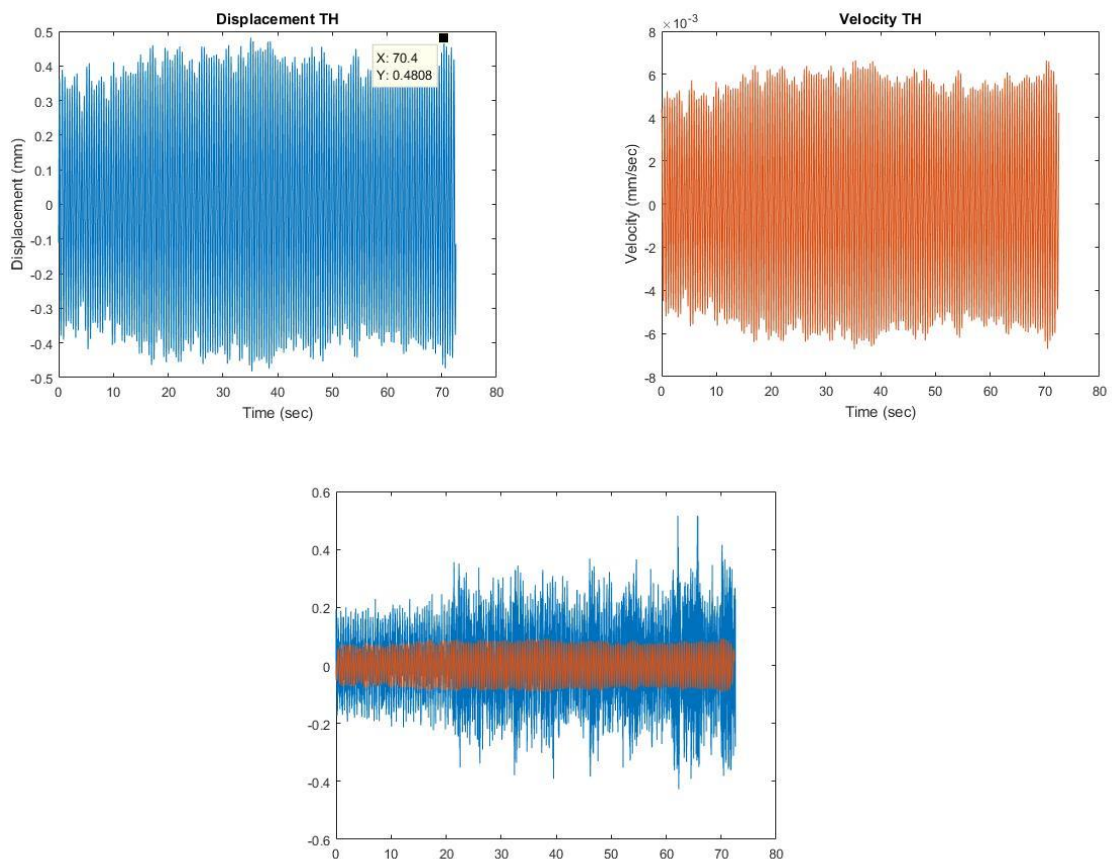 Displacement TH
0.5
0.4
0.3
0.2
0.1
0
-0.1
-0.2
-0.3
-0.4
-0.5
Displacement (mm)
X: 70.4
Y: 0.4808
0 10 20 30 40 50 60 70 80
Time (sec)
Velocity TH
× 10⁻³
8
6
4
2
0
-2
-4
-6
-8
Velocity (mm/sec)
0 10 20 30 40 50 60 70 80
Time (sec)
0.6
0.4
0.2
0
-0.2
-0.4
-0.6
0 10 20 30 40 50 60 70 80